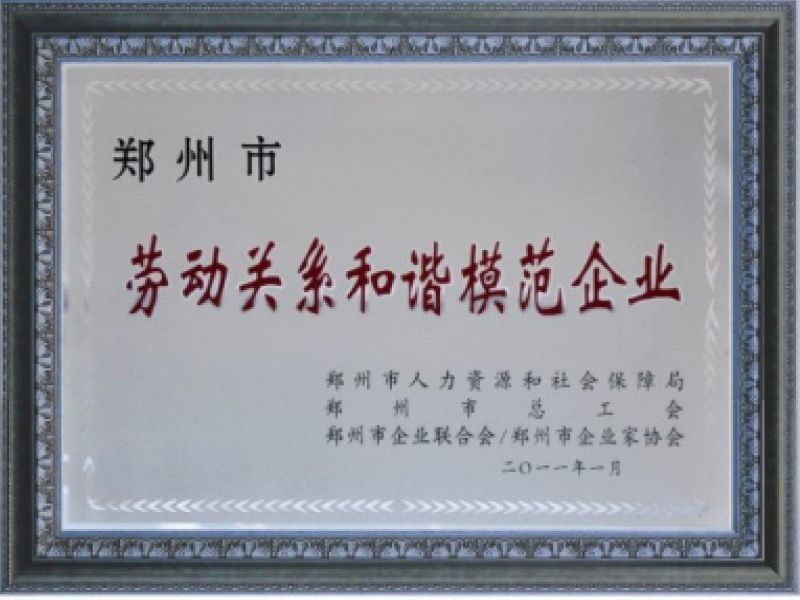 郑州市
劳动关系和谐模范企业
郑州市人力资源和社会保障局
郑州市总工会
郑州市企业联合会/郑州市企业家协会
二〇一一年一月